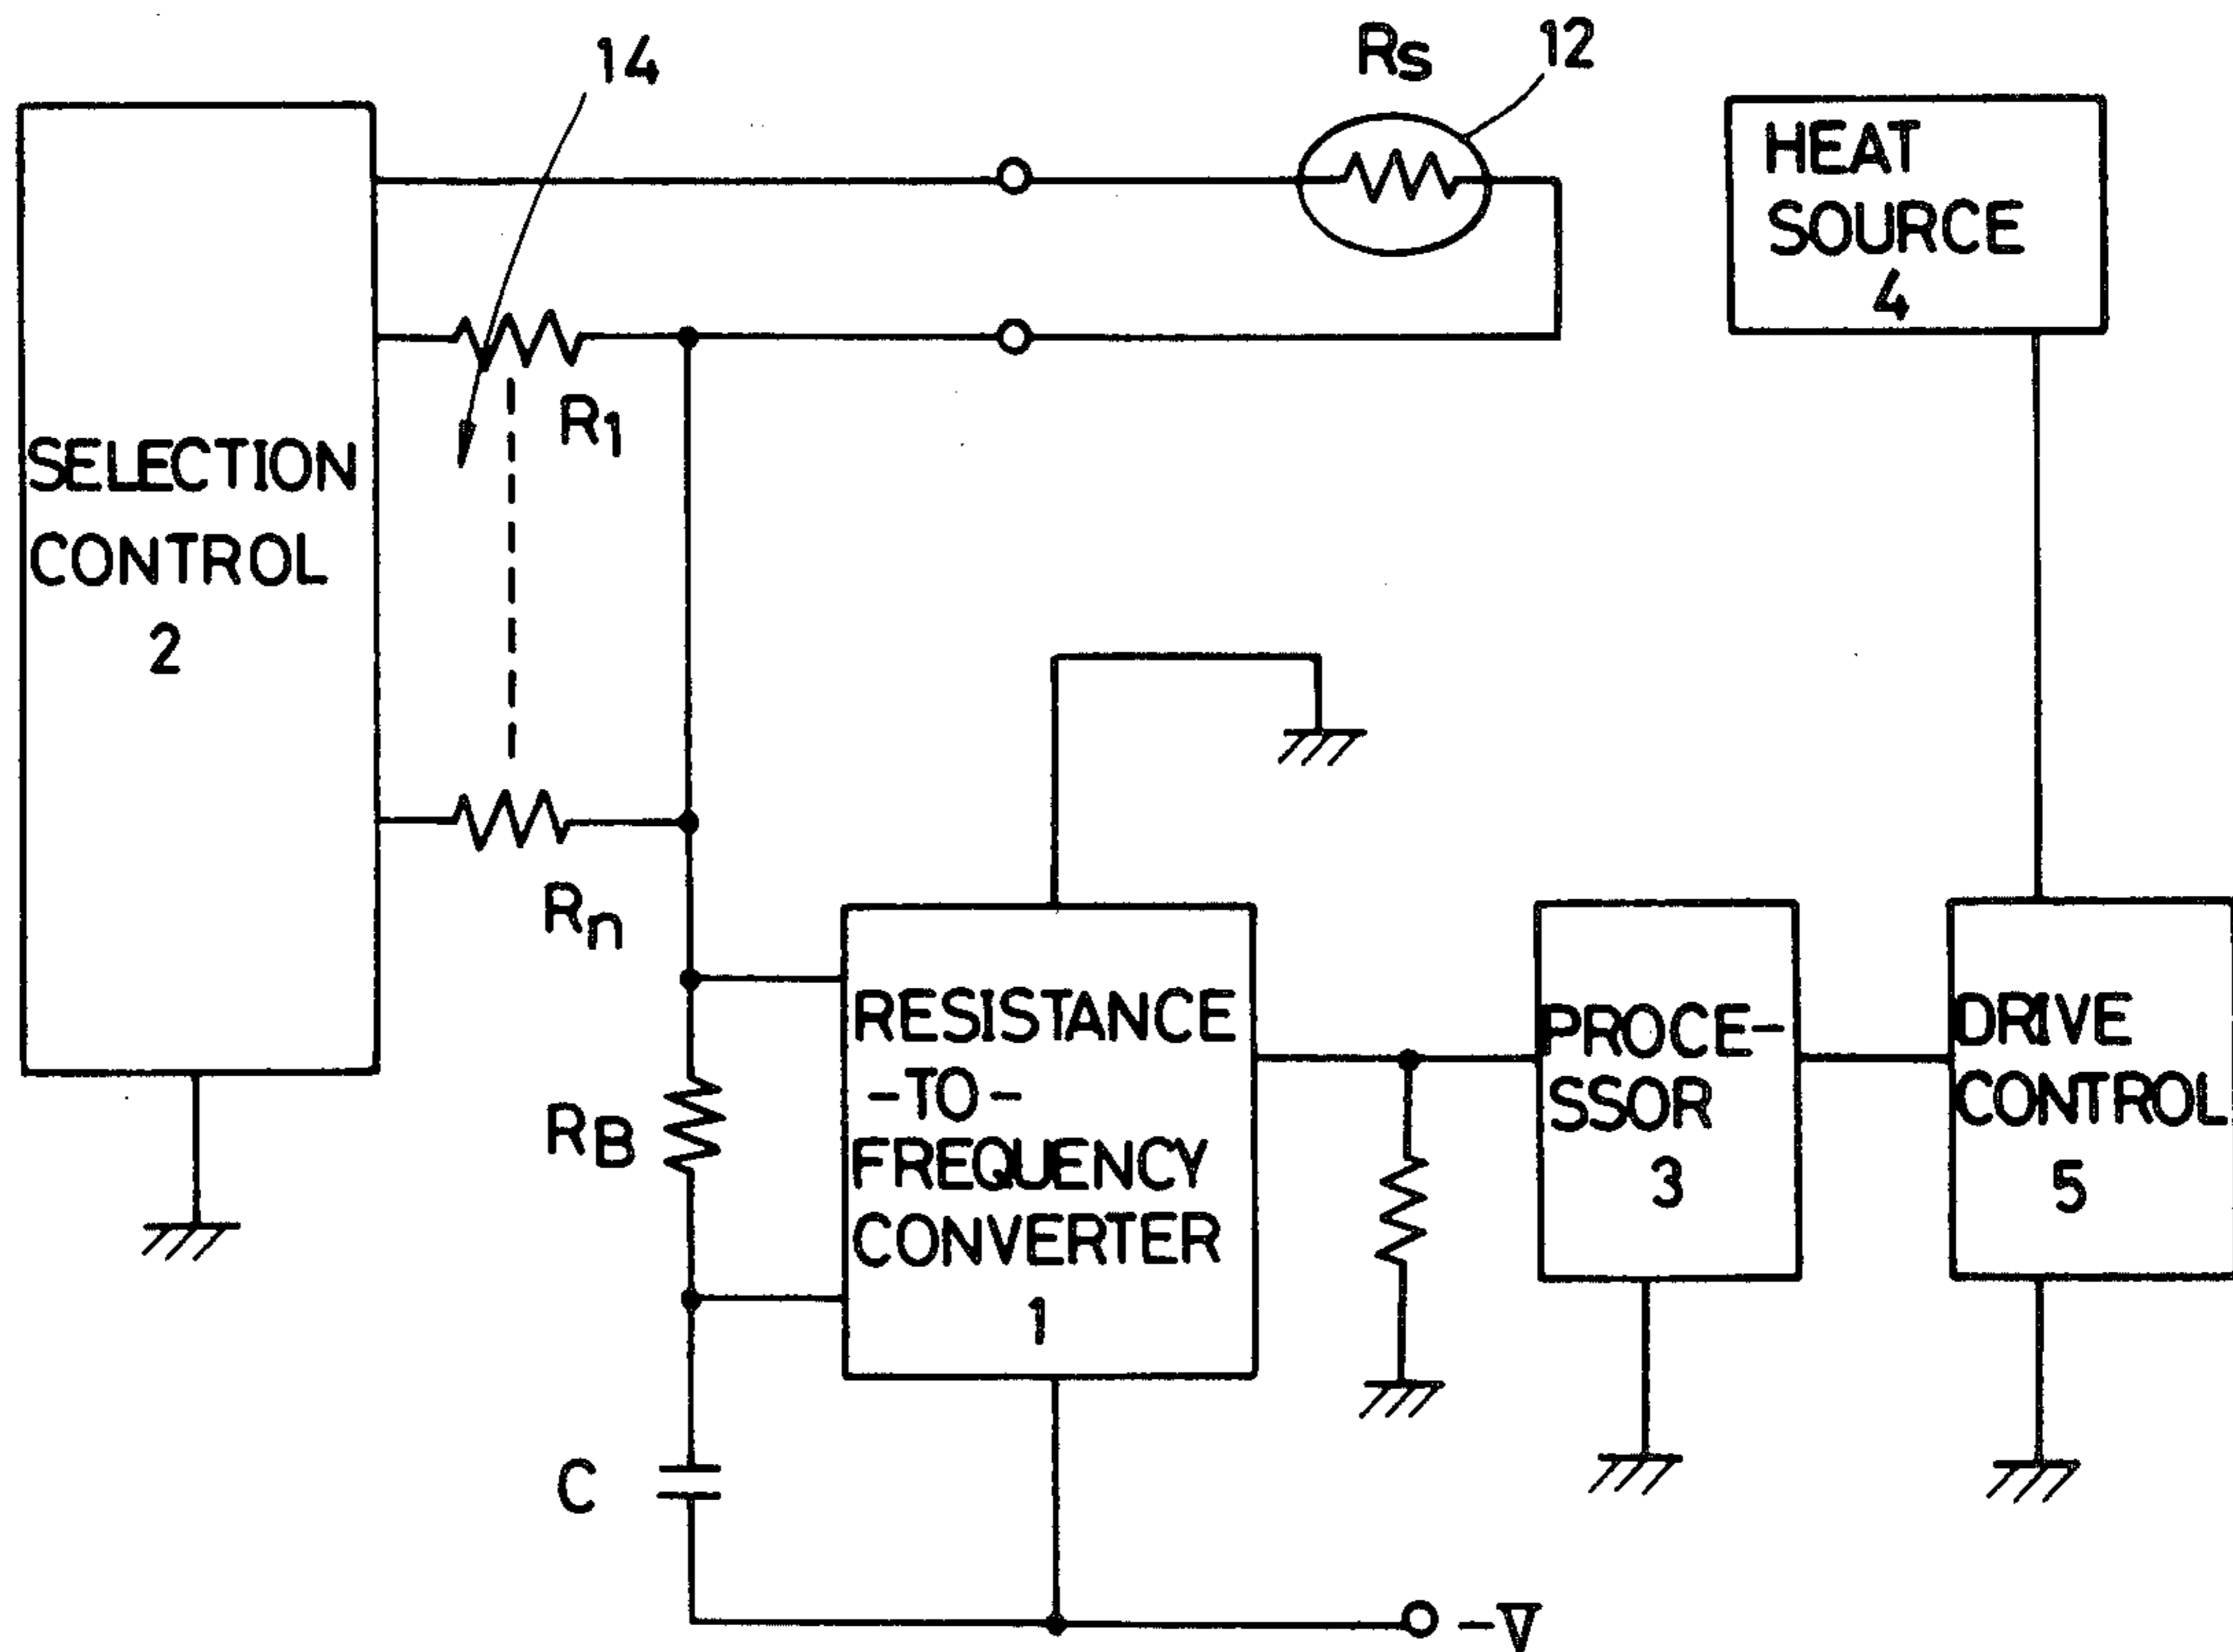 14
Rs
12
HEAT
SOURCE
4
R1
SELECTION
CONTROL
2
Rn
RESISTANCE
-TO-
FREQUENCY
CONVERTER
1
PROCE-
SSOR
3
DRIVE
CONTROL
5
RB
C
-V